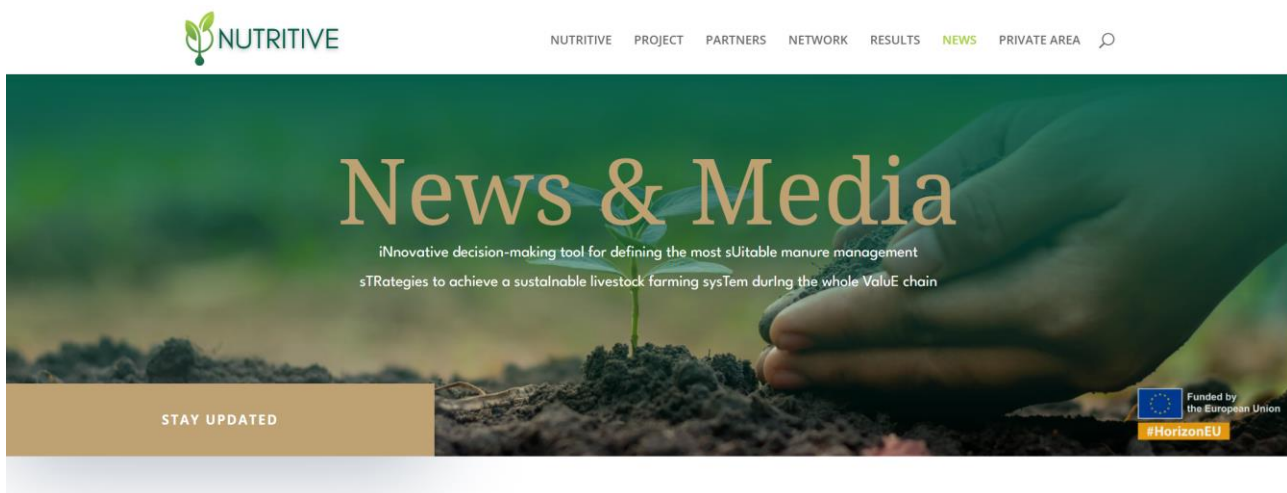 NUTRITIVE
NUTRITIVE PROJECT PARTNERS NETWORK RESULTS NEWS PRIVATE AREA
News & Media
iNnovative decision-making tool for defining the most sUitable manure management
sTRategies to achieve a sustaInable livestock farming sysTem durIng the whole ValuE chain
STAY UPDATED
Funded by
the European Union
#HorizonEU